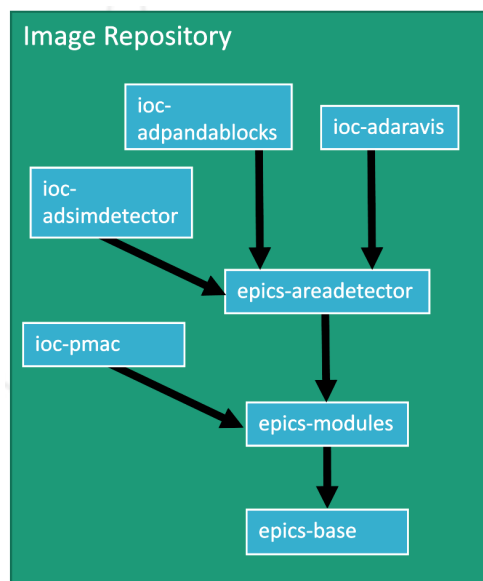 Image Repository
ioc-
adpandablocks
ioc-adaravis
ioc-
adsimdetector
epics-areadetector
ioc-pmac
epics-modules
epics-base